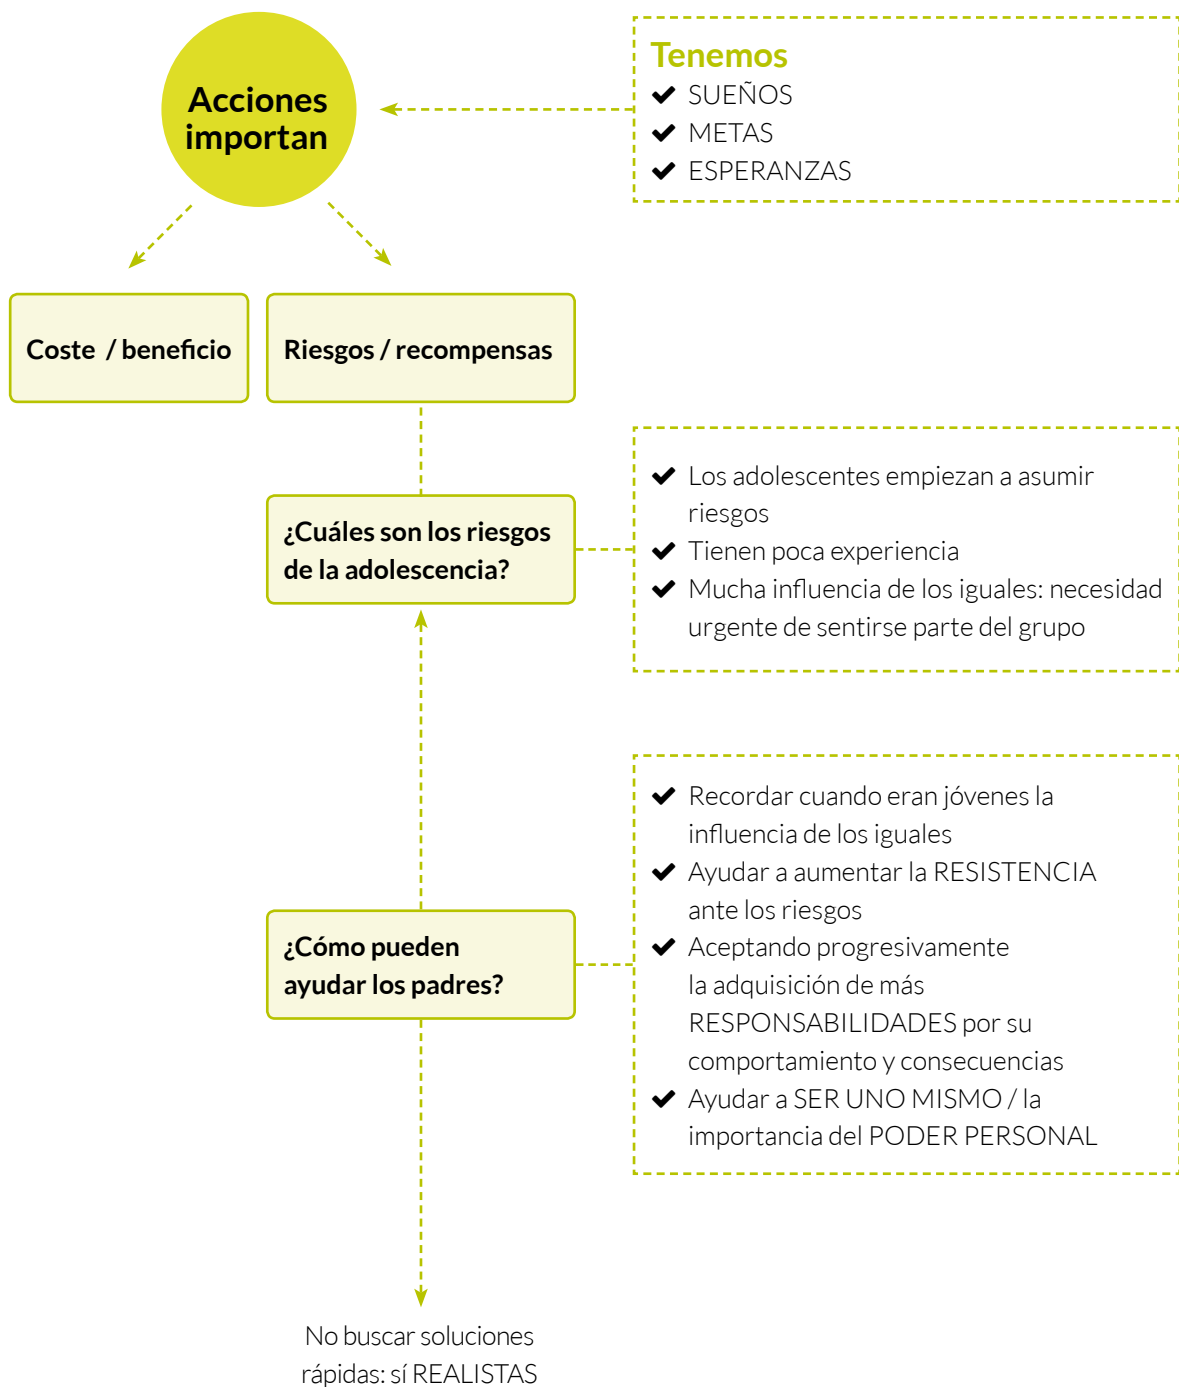 Acciones
importan
Tenemos
✔ SUEÑOS
✔ METAS
✔ ESPERANZAS
Coste / beneficio
Riesgos / recompensas
¿Cuáles son los riesgos
de la adolescencia?
✔ Los adolescentes empiezan a asumir
riesgos
✔ Tienen poca experiencia
✔ Mucha influencia de los iguales: necesidad
urgente de sentirse parte del grupo
¿Cómo pueden
ayudar los padres?
✔ Recordar cuando eran jóvenes la
influencia de los iguales
✔ Ayudar a aumentar la RESISTENCIA
ante los riesgos
✔ Aceptando progresivamente
la adquisición de más
RESPONSABILIDADES por su
comportamiento y consecuencias
✔ Ayudar a SER UNO MISMO / la
importancia del PODER PERSONAL
No buscar soluciones
rápidas: sí REALISTAS